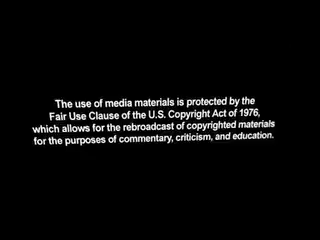 The use of media materials is protected by the
Fair Use Clause of the U.S. Copyright Act of 1976,
which allows for the rebroadcast of copyrighted materials
for the purposes of commentary, criticism, and education.